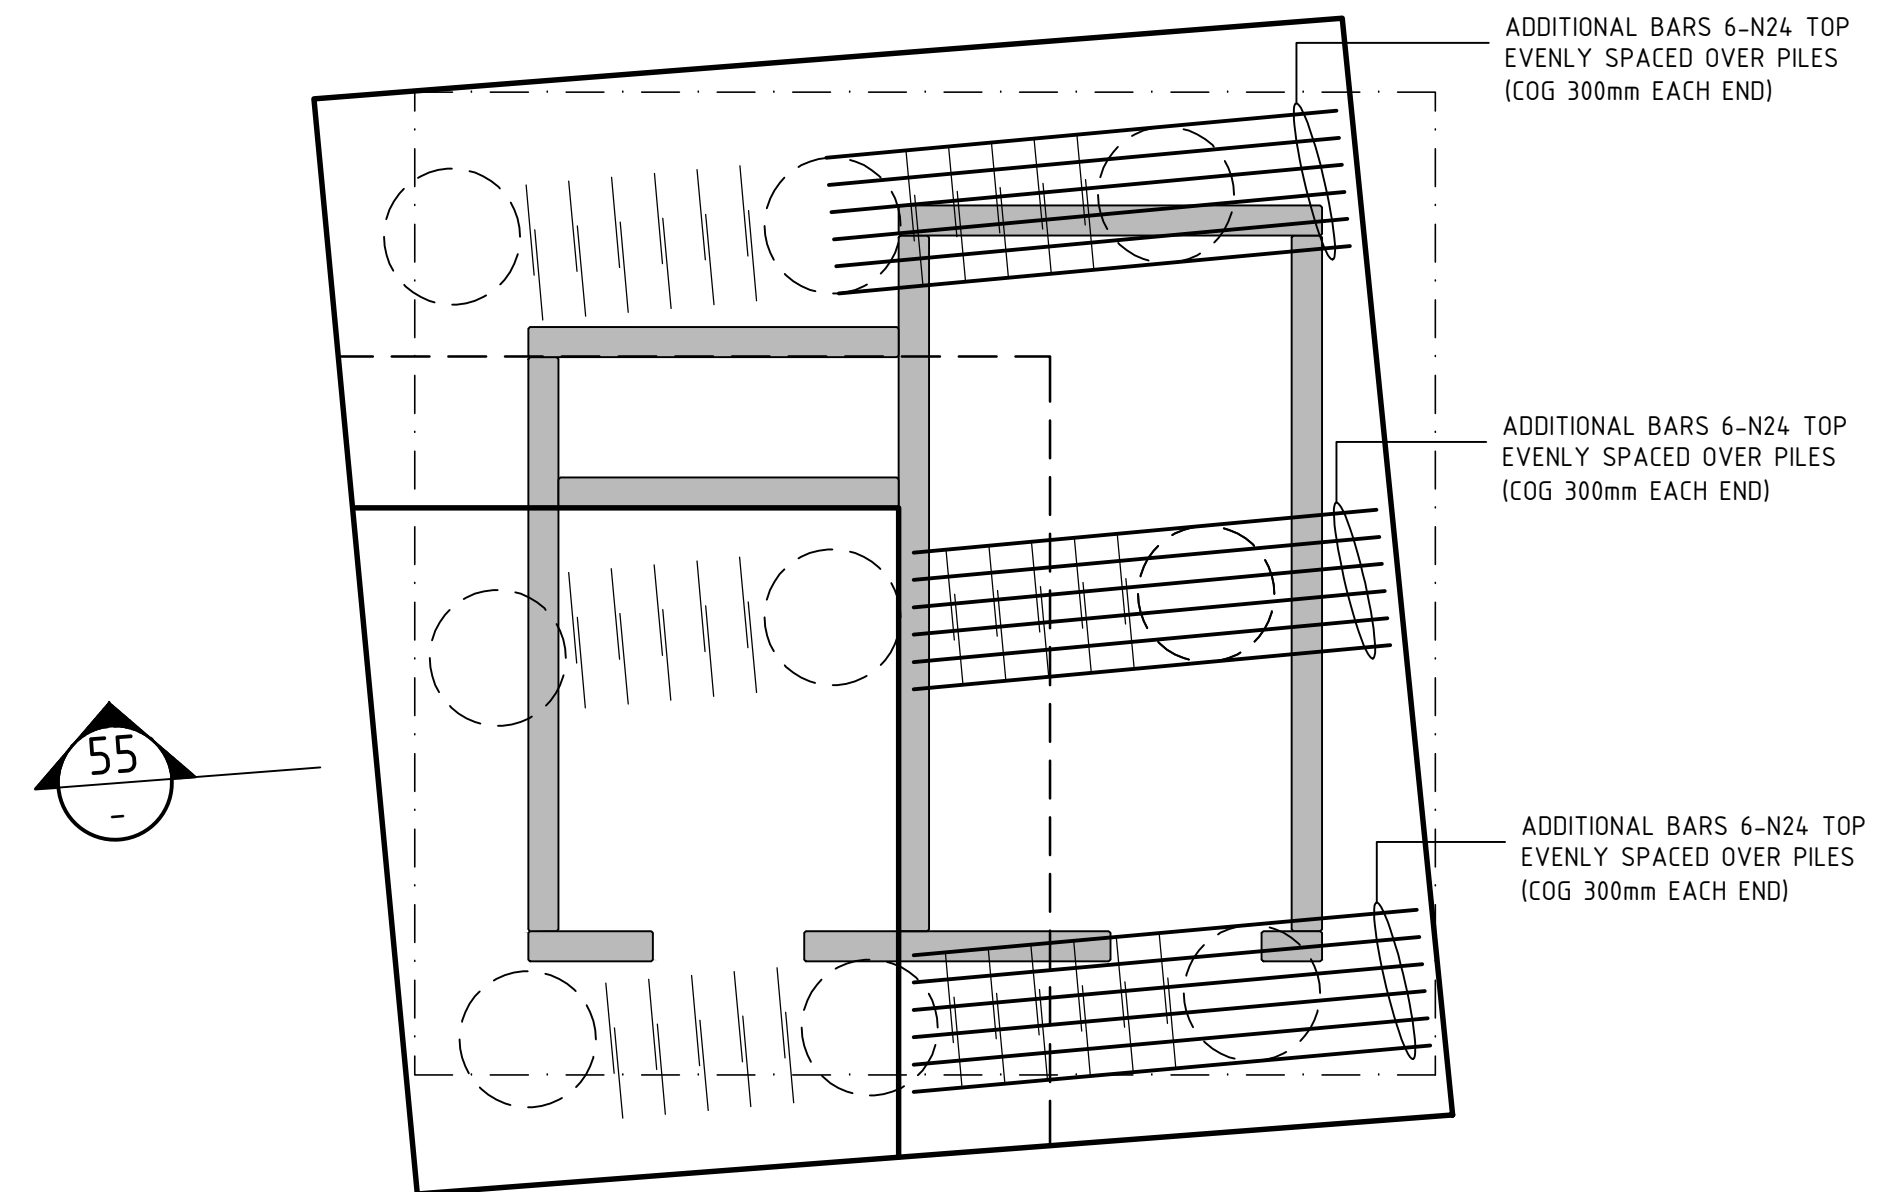 ADDITIONAL BARS 6-N24 TOP
EVENLY SPACED OVER PILES
(COG 300mm EACH END)
ADDITIONAL BARS 6-N24 TOP
EVENLY SPACED OVER PILES
(COG 300mm EACH END)
55
-
ADDITIONAL BARS 6-N24 TOP
EVENLY SPACED OVER PILES
(COG 300mm EACH END)